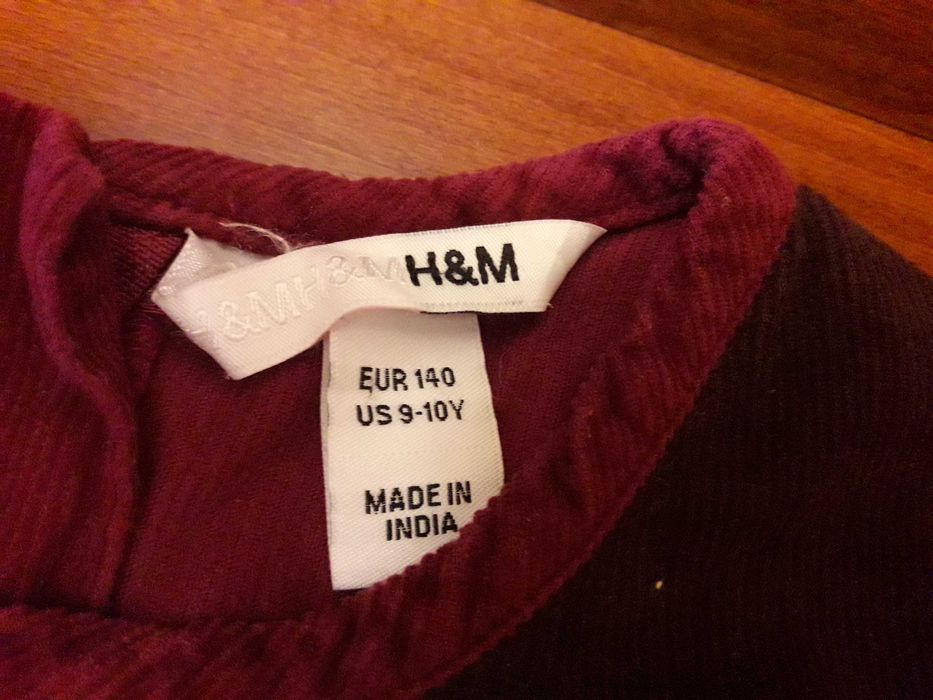 H&M H&M H&M
EUR 140
US 9-10Y
MADE IN
INDIA